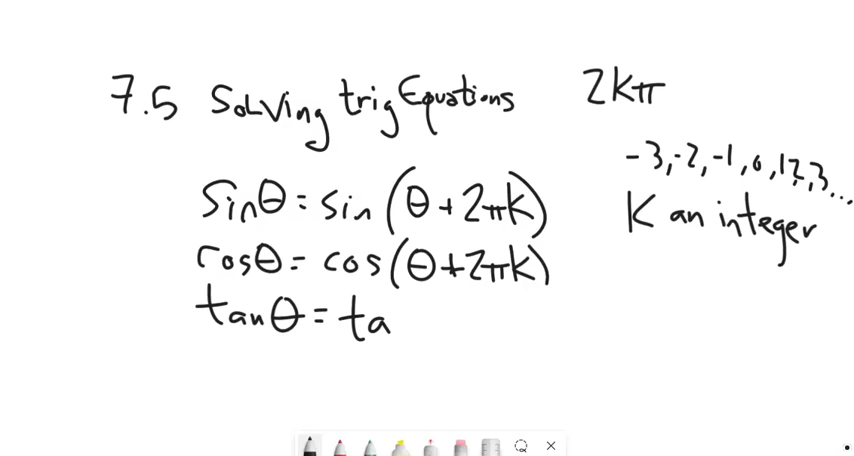 7.5 Solving trig Equations
2Kπ
-3,-2,-1,0,1,2,3...
K an integer
sinθ = sin(θ+2πK)
cosθ = cos(θ+2πK)
tanθ = ta